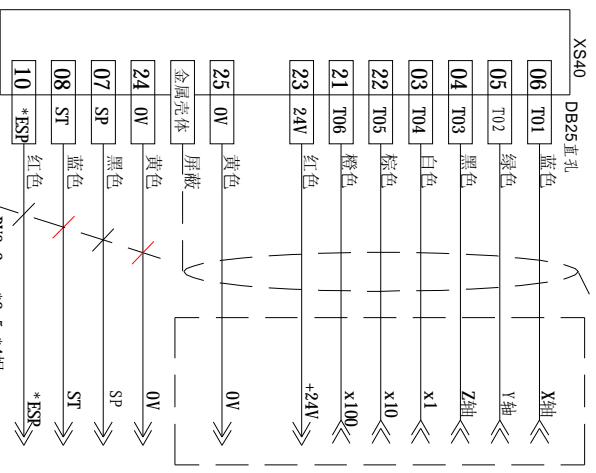 XS40
DB25直孔
06 T01 蓝色 X轴
05 T02 绿色 Y轴
04 T03 黑色 Z轴
03 T04 白色 x1
22 T05 棕色 x10
21 T06 橙色 x100
23 24V 红色 +24V
25 0V 黄色 0V
金属壳体 屏蔽
24 0V 黄色 0V
07 SP 黑色 SP
08 ST 蓝色 ST
10 *ESP 红色 *ESP